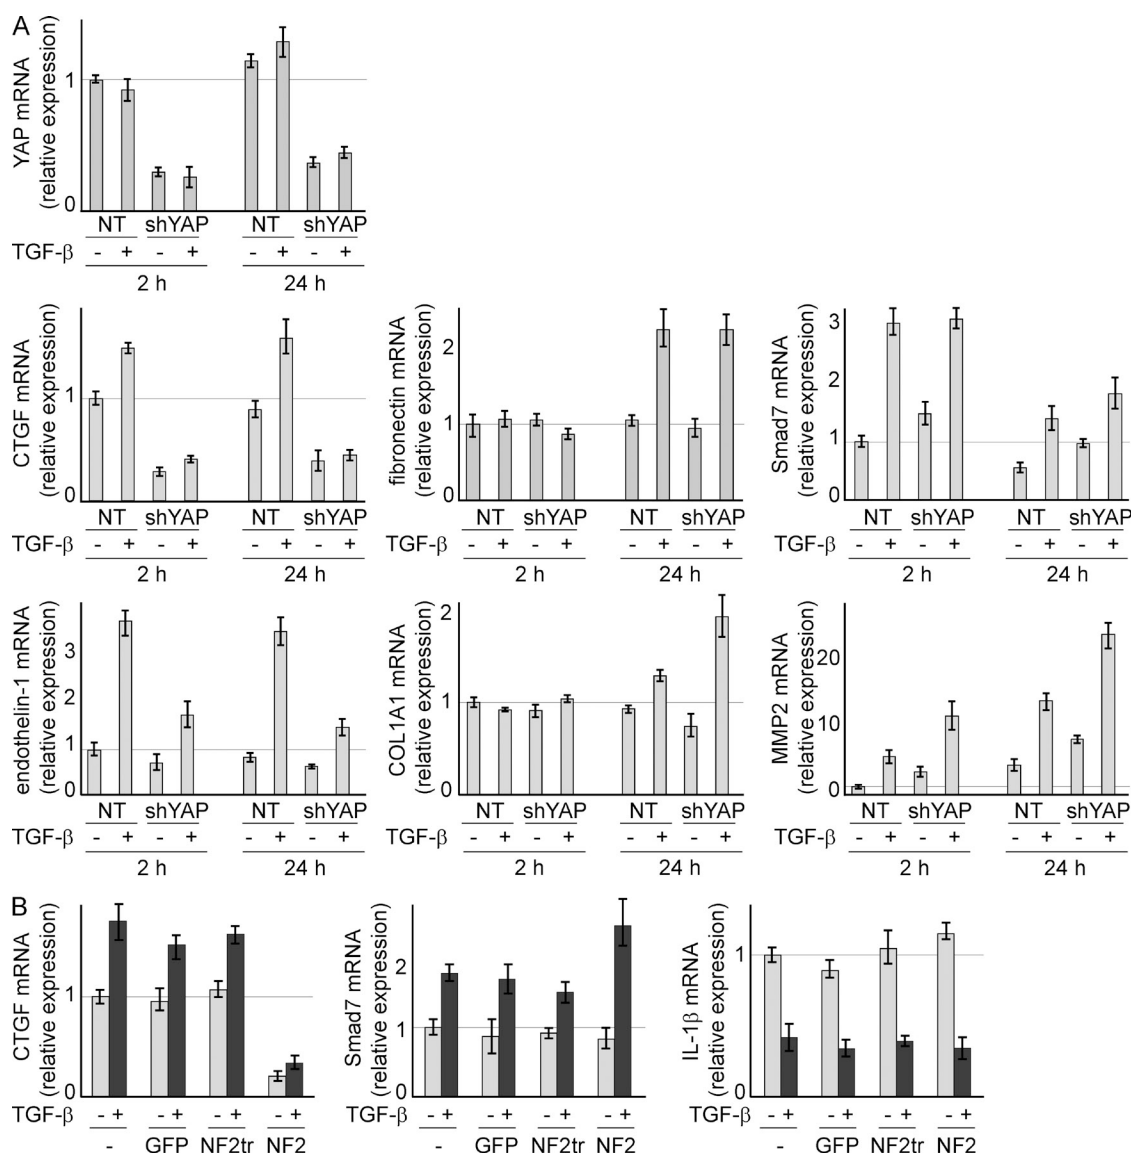 A
YAP mRNA
(relative expression)
1
0
NT shYAP NT shYAP
TGF-β - + - + - + - +
2 h 24 h
CTGF mRNA
(relative expression)
1
0
NT shYAP NT shYAP
TGF-β - + - + - + - +
2 h 24 h
fibronectin mRNA
(relative expression)
2
1
0
NT shYAP NT shYAP
TGF-β - + - + - + - +
2 h 24 h
Smad7 mRNA
(relative expression)
3
2
1
0
NT shYAP NT shYAP
TGF-β - + - + - + - +
2 h 24 h
endothelin-1 mRNA
(relative expression)
3
2
1
0
NT shYAP NT shYAP
TGF-β - + - + - + - +
2 h 24 h
COL1A1 mRNA
(relative expression)
2
1
0
NT shYAP NT shYAP
TGF-β - + - + - + - +
2 h 24 h
MMP2 mRNA
(relative expression)
20
10
0
NT shYAP NT shYAP
TGF-β - + - + - + - +
2 h 24 h
B
CTGF mRNA
(relative expression)
1
0
TGF-β - + - + - + - +
- GFP NF2tr NF2
Smad7 mRNA
(relative expression)
2
1
0
TGF-β - + - + - + - +
- GFP NF2tr NF2
IL-1β mRNA
(relative expression)
1
0
TGF-β - + - + - + - +
- GFP NF2tr NF2